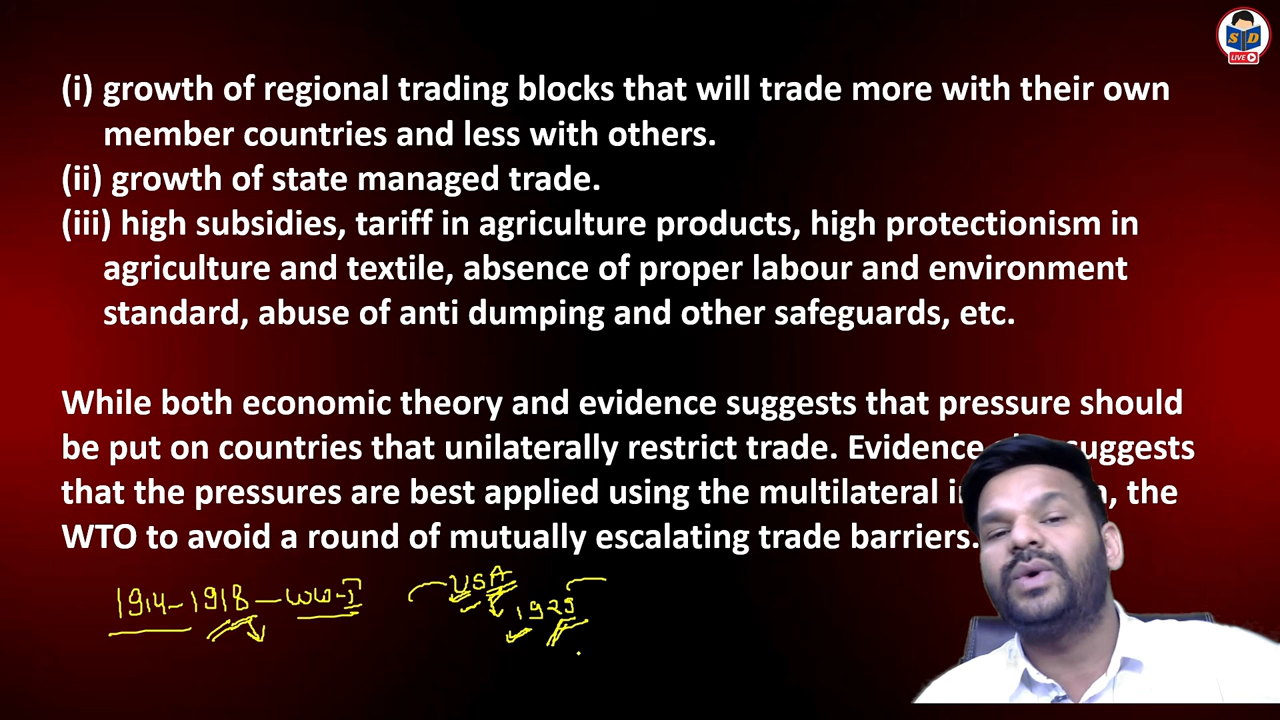 S D
LIVE
(i) growth of regional trading blocks that will trade more with their own
member countries and less with others.
(ii) growth of state managed trade.
(iii) high subsidies, tariff in agriculture products, high protectionism in
agriculture and textile, absence of proper labour and environment
standard, abuse of anti dumping and other safeguards, etc.
While both economic theory and evidence suggests that pressure should
be put on countries that unilaterally restrict trade. Evidence suggests
that the pressures are best applied using the multilateral the
WTO to avoid a round of mutually escalating trade barriers.
1914-1918 - WW-I
USA
1929